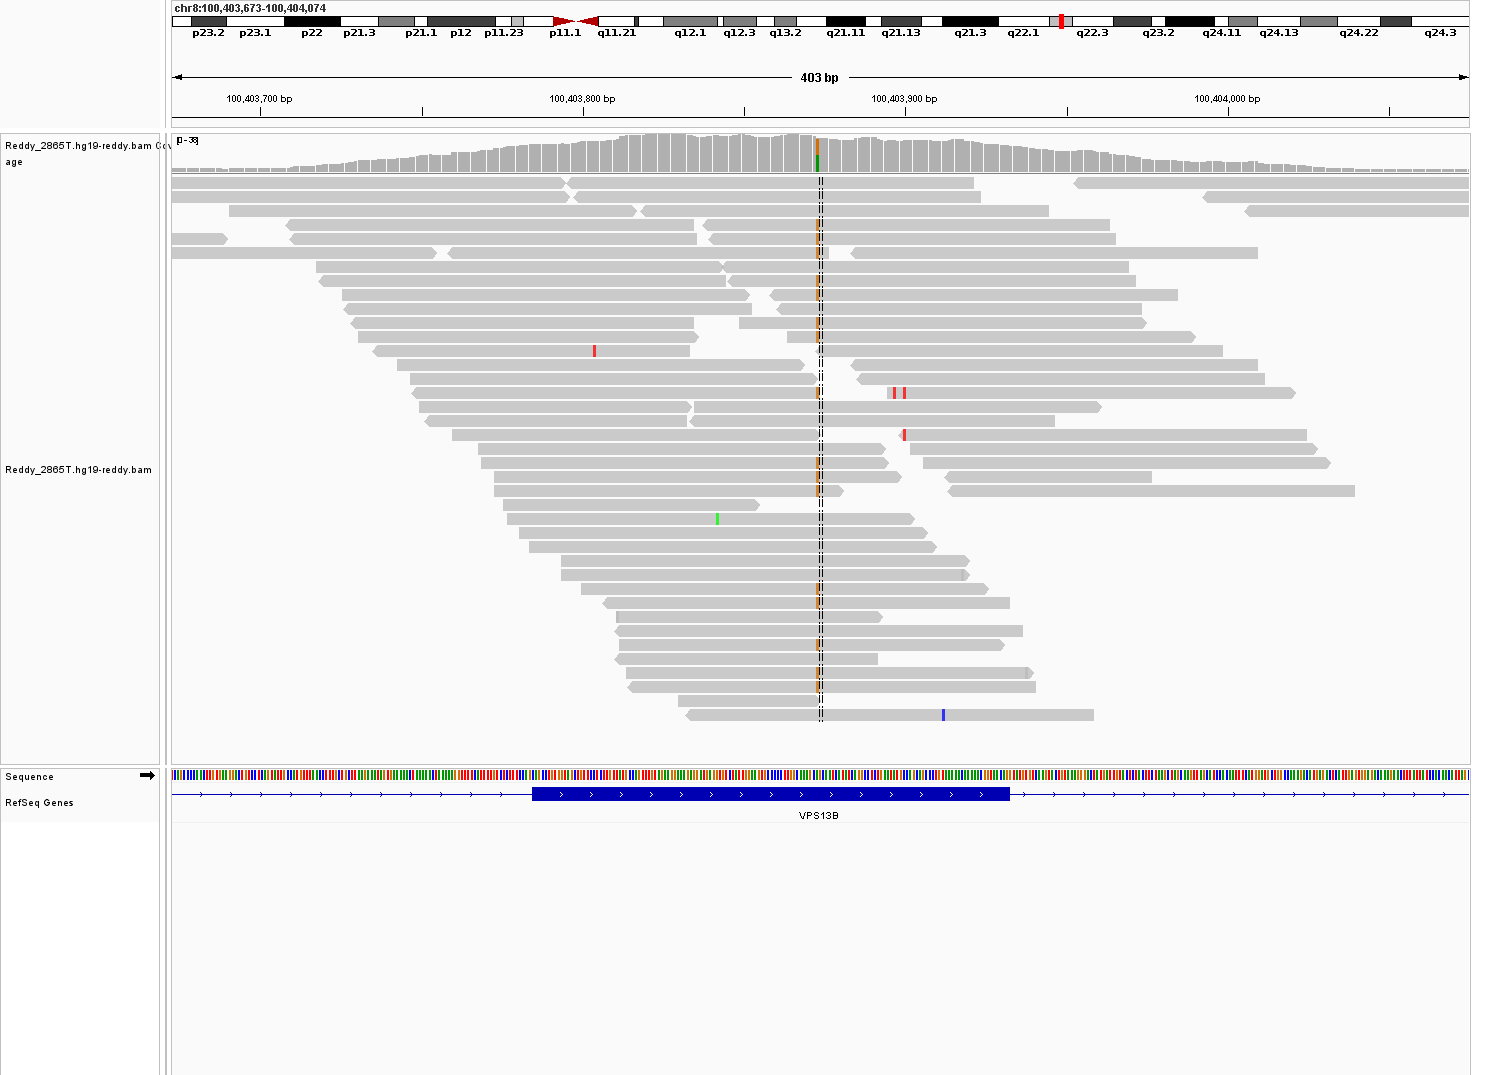 chr8:100,403,673-100,404,074
p23.2 p23.1 p22 p21.3 p21.1 p12 p11.23 p11.1 q11.21 q12.1 q12.3 q13.2 q21.11 q21.13 q21.3 q22.1 q22.3 q23.2 q24.11 q24.13 q24.22 q24.3
403 bp
100,403,700 bp 100,403,800 bp 100,403,900 bp 100,404,000 bp
Reddy_2865T.hg19-reddy.bam Cov
age
[0 - 38]
Reddy_2865T.hg19-reddy.bam
Sequence
RefSeq Genes
VPS13B